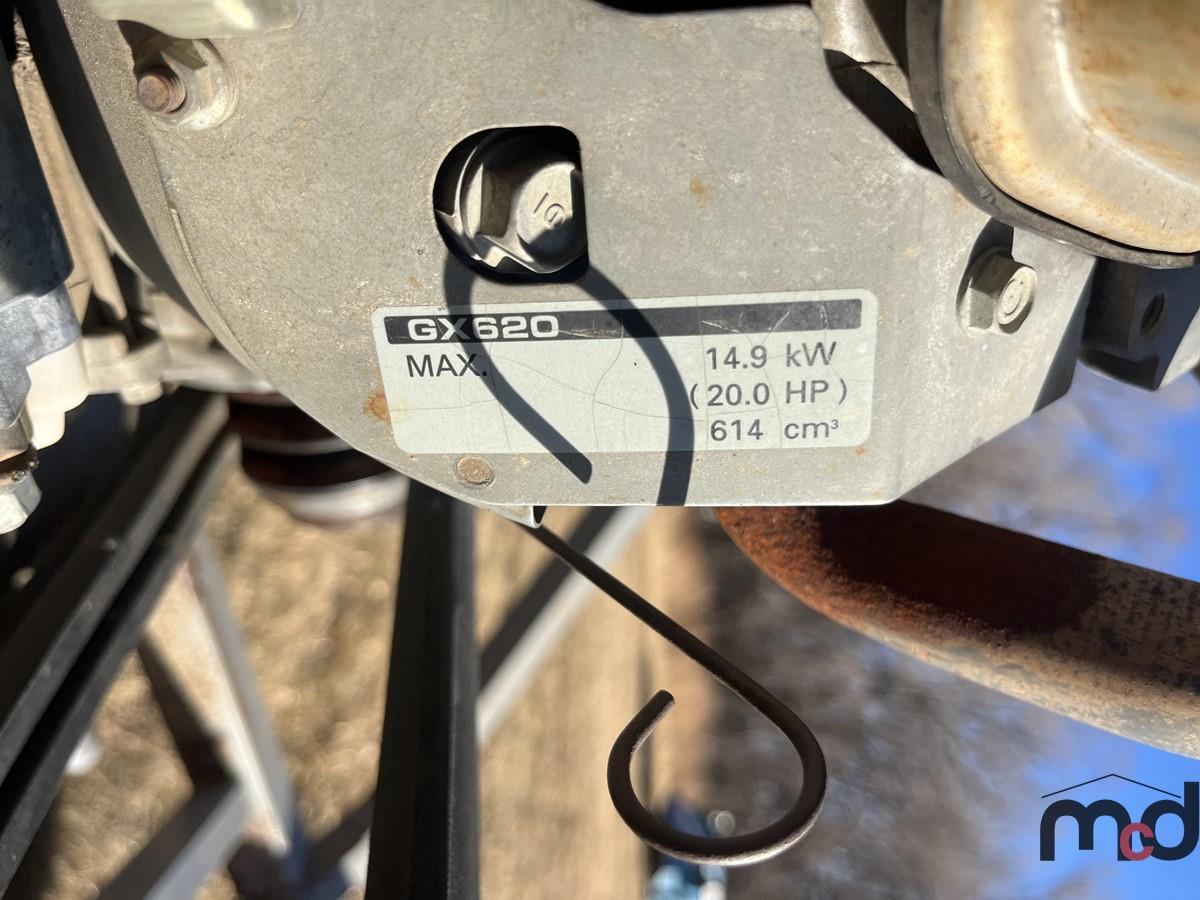 GX620
MAX. 14.9 kW
(20.0 HP)
614 cm³
mcd